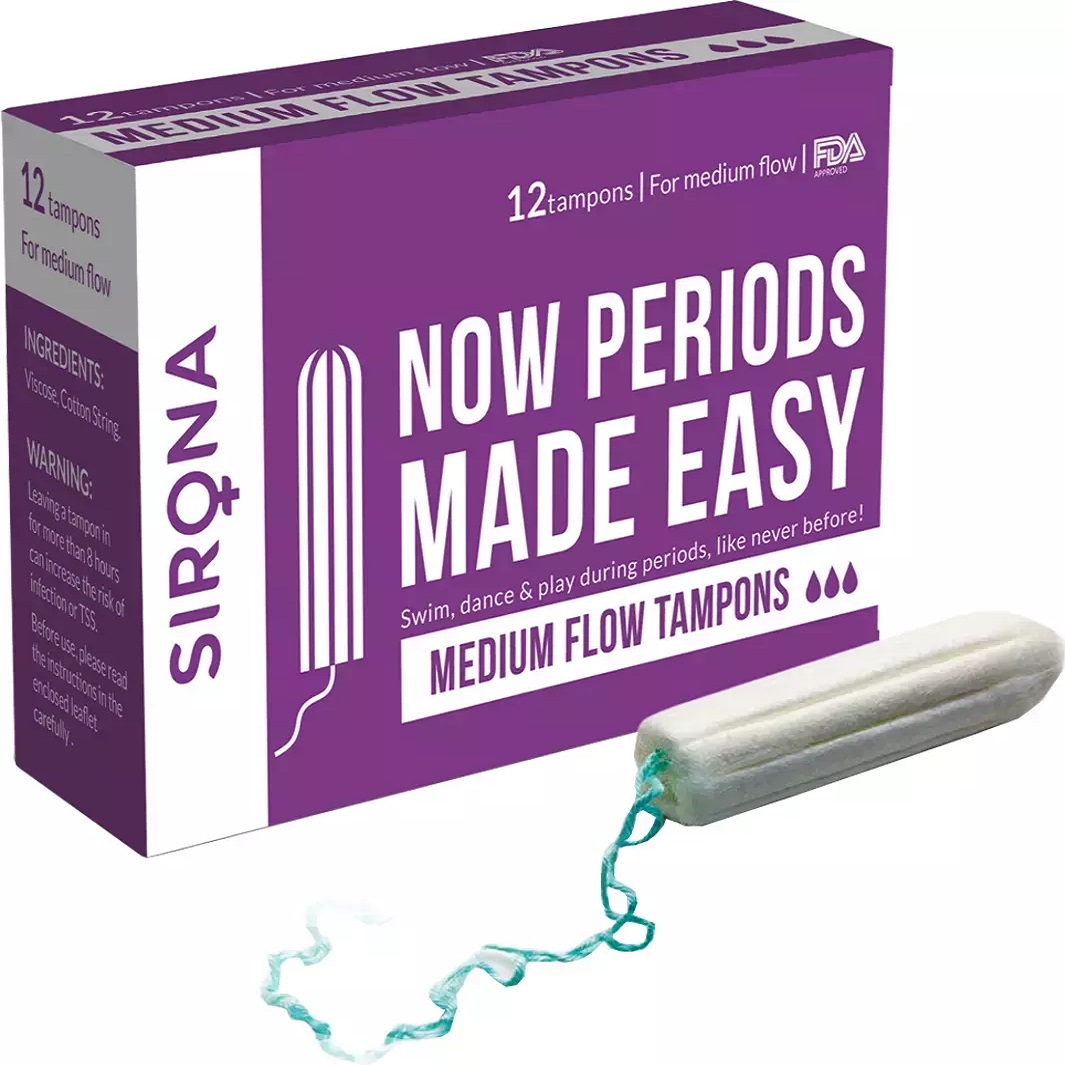 12 tampons | For medium flow | FDA
MEDIUM FLOW TAMPONS
12 tampons
For medium flow
INGREDIENTS:
Viscose, Cotton String.
WARNING:
Leaving a tampon in
for more than 8 hours
can increase the risk of
infection or TSS.
Before use, please read
the instructions in the
enclosed leaflet
carefully.
SIRONA
12 tampons | For medium flow | FDA
APPROVED
NOW PERIODS
MADE EASY
Swim, dance & play during periods, like never before!
MEDIUM FLOW TAMPONS